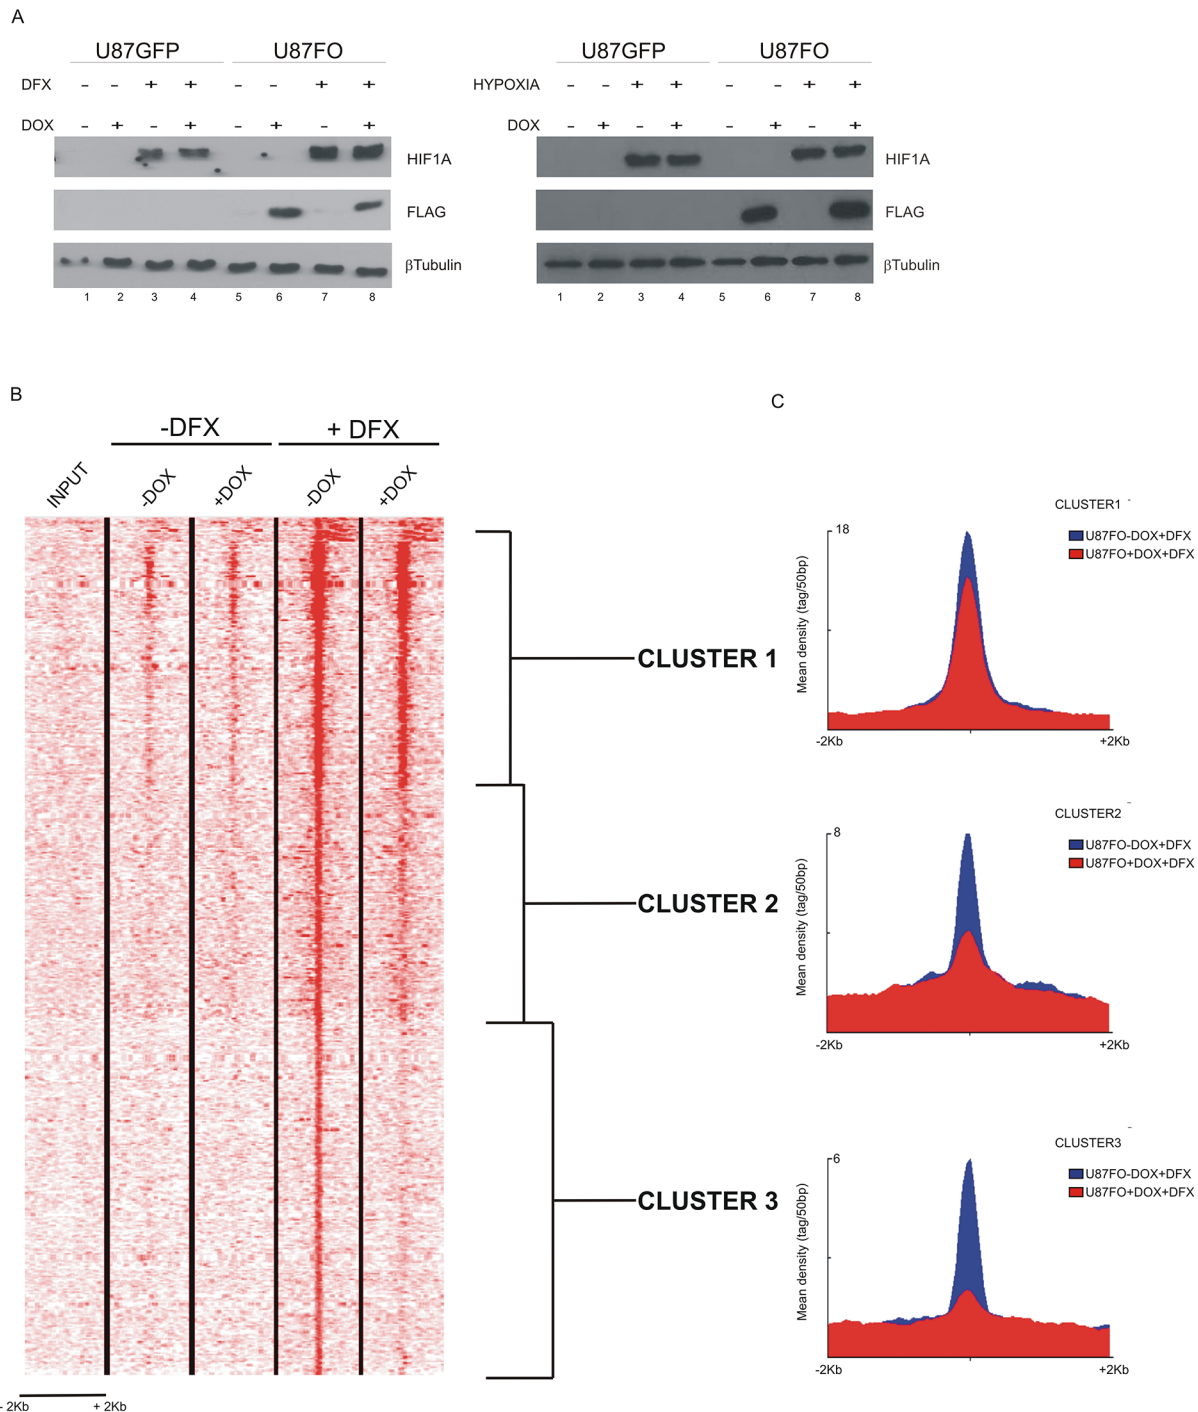 A
U87GFP U87FO
DFX - - + + - - + +
DOX - + - + - + - +
HIF1A
FLAG
βTubulin
1 2 3 4 5 6 7 8
U87GFP U87FO
HYPOXIA - - + + - - + +
DOX - + - + - + - +
HIF1A
FLAG
βTubulin
1 2 3 4 5 6 7 8
B
-DFX + DFX
INPUT -DOX +DOX -DOX +DOX
CLUSTER 1
CLUSTER 2
CLUSTER 3
- 2Kb + 2Kb
C
CLUSTER1
18
U87FO-DOX+DFX
U87FO+DOX+DFX
Mean density (tag/50bp)
-2Kb +2Kb
CLUSTER2
8
U87FO-DOX+DFX
U87FO+DOX+DFX
Mean density (tag/50bp)
-2Kb +2Kb
CLUSTER3
6
U87FO-DOX+DFX
U87FO+DOX+DFX
Mean density (tag/50bp)
-2Kb +2Kb